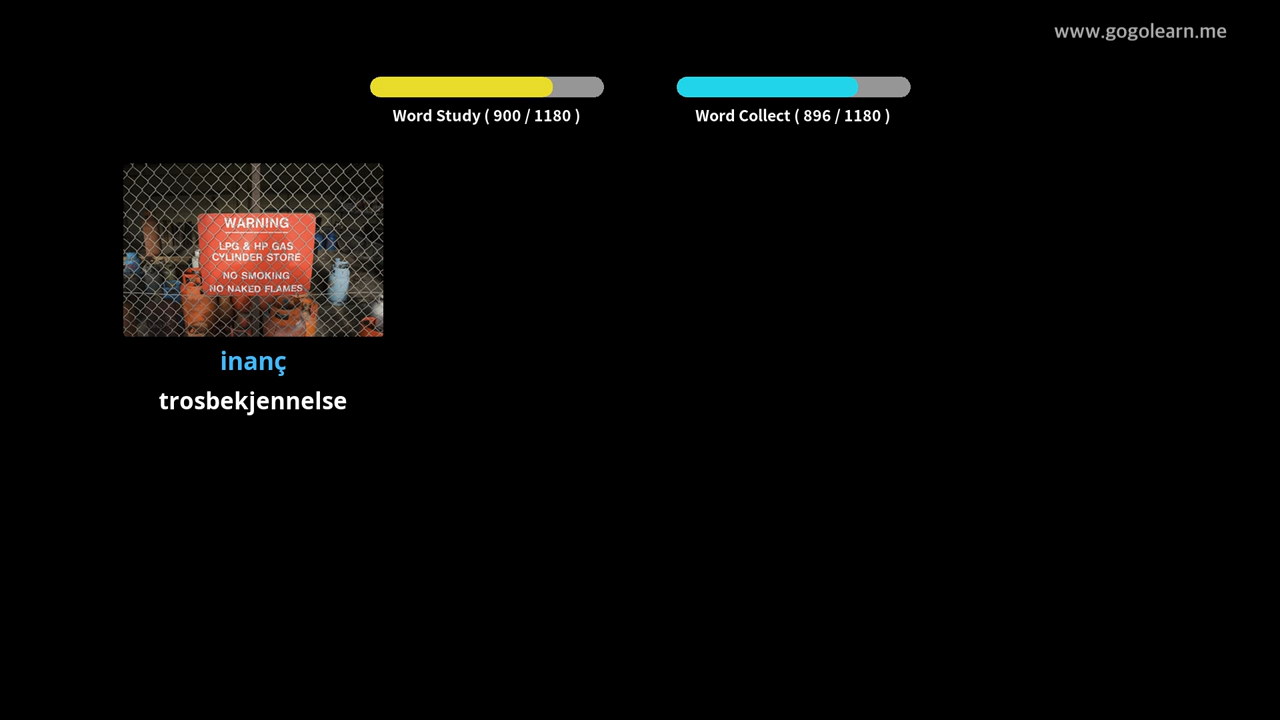 www.gogolearn.me
Word Study ( 900 / 1180 )
Word Collect ( 896 / 1180 )
WARNING
LPG & HP GAS
CYLINDER STORE
NO SMOKING
NO NAKED FLAMES
inanç
trosbekjennelse